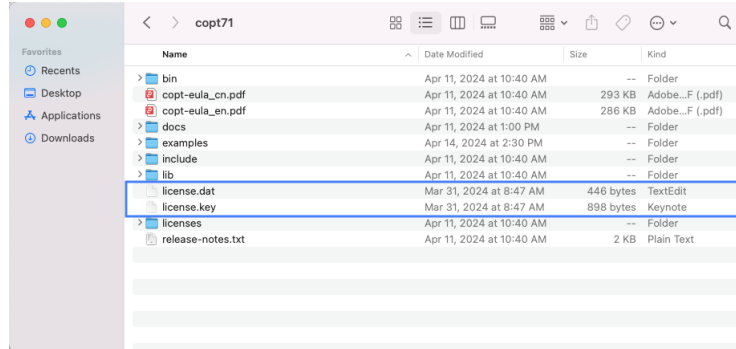 copt71
Favorites
Recents
Desktop
Applications
Downloads
Name Date Modified Size Kind
bin Apr 11, 2024 at 10:40 AM -- Folder
copt-eula_cn.pdf Apr 11, 2024 at 10:40 AM 293 KB Adobe...F (.pdf)
copt-eula_en.pdf Apr 11, 2024 at 10:40 AM 286 KB Adobe...F (.pdf)
docs Apr 11, 2024 at 1:00 PM -- Folder
examples Apr 14, 2024 at 2:30 PM -- Folder
include Apr 11, 2024 at 10:40 AM -- Folder
lib Apr 11, 2024 at 10:40 AM -- Folder
license.dat Mar 31, 2024 at 8:47 AM 446 bytes TextEdit
license.key Mar 31, 2024 at 8:47 AM 898 bytes Keynote
licenses Apr 11, 2024 at 10:40 AM -- Folder
release-notes.txt Apr 11, 2024 at 10:40 AM 2 KB Plain Text